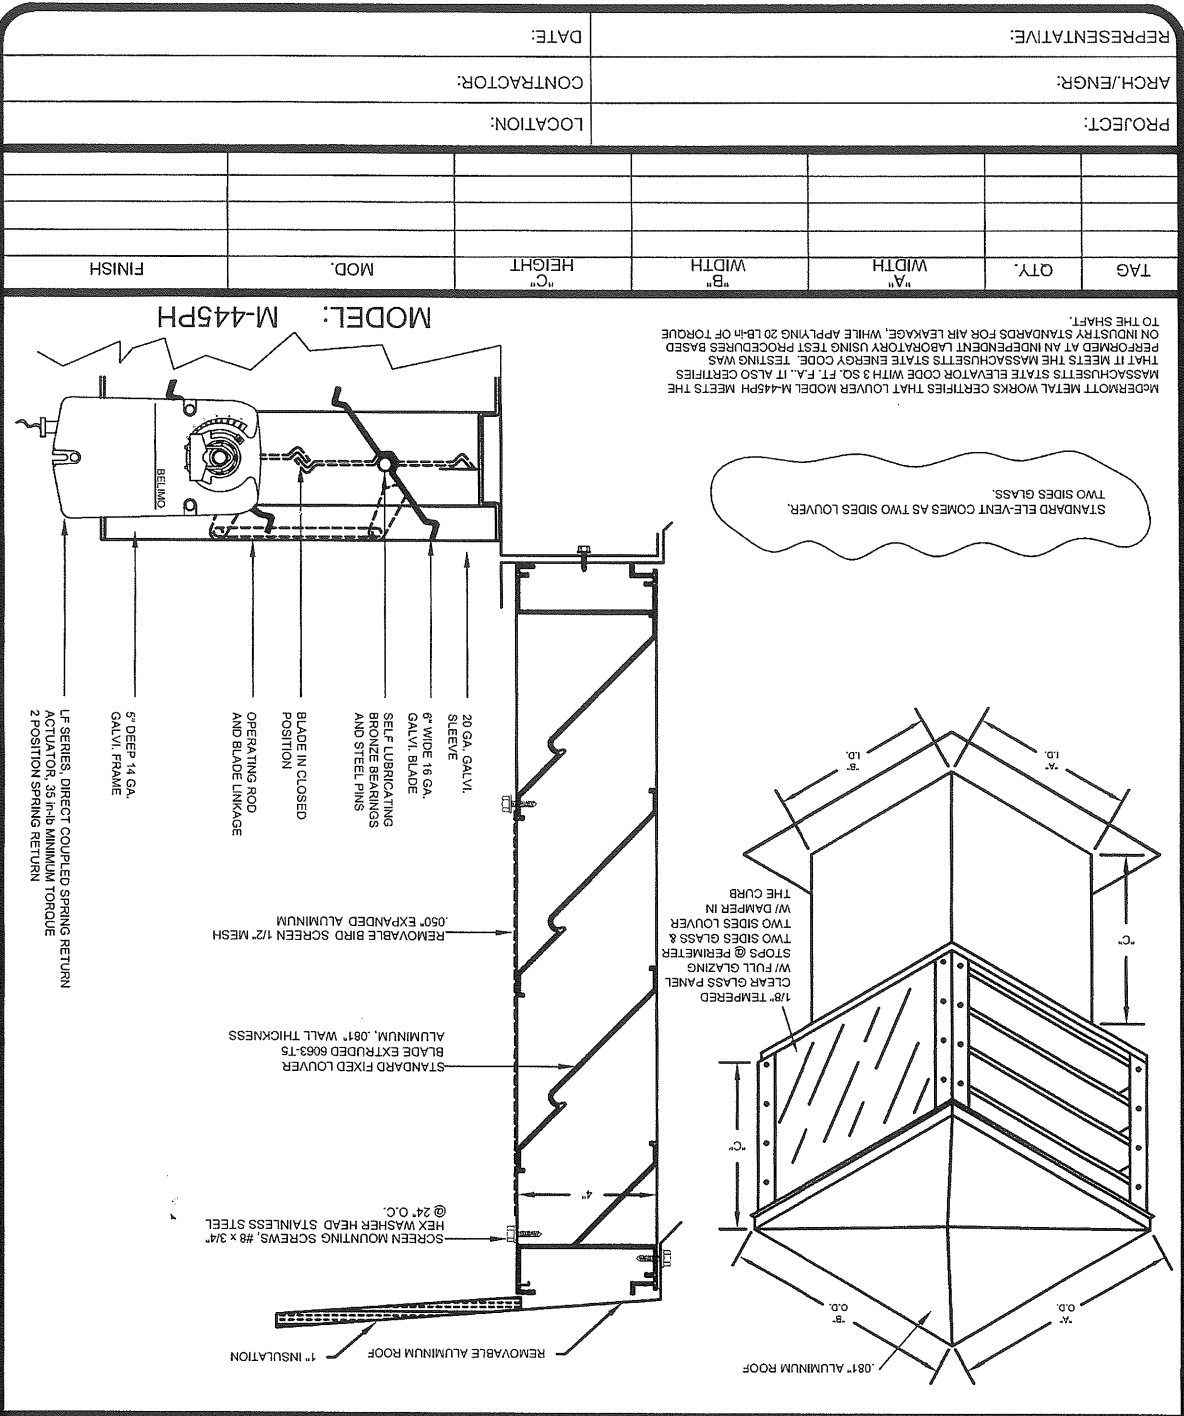 .081" ALUMINUM ROOF
"A"
O.D.
"B"
O.D.
"C"
1/8" TEMPERED
CLEAR GLASS PANEL
W/ FULL GLAZING
STOPS @ PERIMETER
TWO SIDES GLASS &
TWO SIDES LOUVER
W/ DAMPER IN
THE CURB
"C"
"A"
I.D.
"B"
I.D.
REMOVABLE ALUMINUM ROOF
1" INSULATION
SCREEN MOUNTING SCREWS, #8 x 3/4"
HEX WASHER HEAD STAINLESS STEEL
@ 24" O.C.
4"
STANDARD FIXED LOUVER
BLADE EXTRUDED 6063-T5
ALUMINUM, .081" WALL THICKNESS
REMOVABLE BIRD SCREEN 1/2" MESH
.050" EXPANDED ALUMINUM
20 GA. GALVI.
SLEEVE
6" WIDE 16 GA.
GALVI. BLADE
SELF LUBRICATING
BRONZE BEARINGS
AND STEEL PINS
BLADE IN CLOSED
POSITION
OPERATING ROD
AND BLADE LINKAGE
5" DEEP 14 GA.
GALVI. FRAME
LF SERIES, DIRECT COUPLED SPRING RETURN
ACTUATOR, 35 in-lb MINIMUM TORQUE
2 POSITION SPRING RETURN
BELIMO
STANDARD ELE-VENT COMES AS TWO SIDES LOUVER,
TWO SIDES GLASS.
McDERMOTT METAL WORKS CERTIFIES THAT LOUVER MODEL M-445PH MEETS THE
MASSACHUSETTS STATE ELEVATOR CODE WITH 3 SQ. FT. F.A.. IT ALSO CERTIFIES
THAT IT MEETS THE MASSACHUSETTS STATE ENERGY CODE. TESTING WAS
PERFORMED AT AN INDEPENDENT LABORATORY USING TEST PROCEDURES BASED
ON INDUSTRY STANDARDS FOR AIR LEAKAGE, WHILE APPLYING 20 LB-in OF TORQUE
TO THE SHAFT.
MODEL: M-445PH
TAG
QTY.
"A"
WIDTH
"B"
WIDTH
"C"
HEIGHT
MOD.
FINISH
PROJECT:
LOCATION:
ARCH./ENGR:
CONTRACTOR:
REPRESENTATIVE:
DATE: